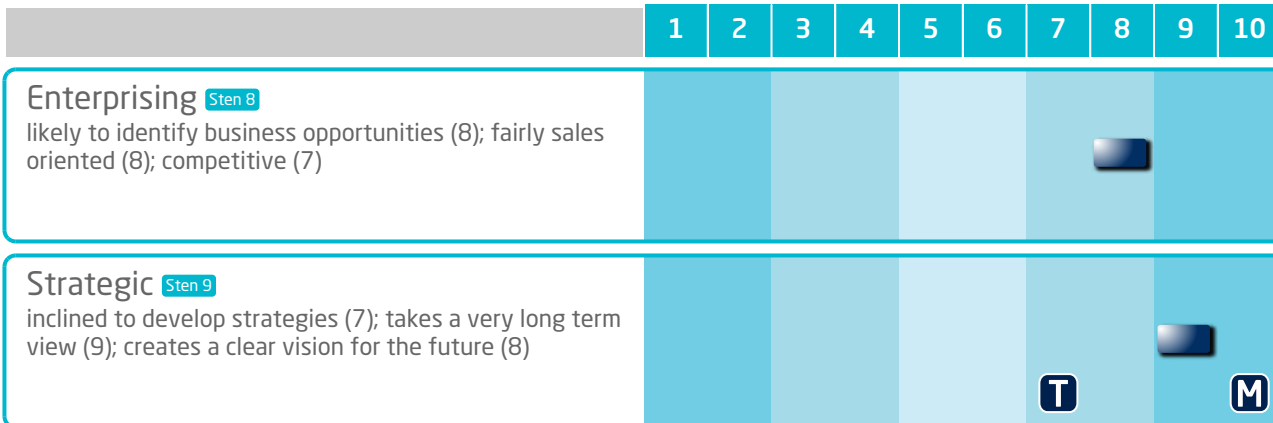 1 2 3 4 5 6 7 8 9 10
Enterprising Sten 8
likely to identify business opportunities (8); fairly sales
oriented (8); competitive (7)
Strategic Sten 9
inclined to develop strategies (7); takes a very long term
view (9); creates a clear vision for the future (8)
T M